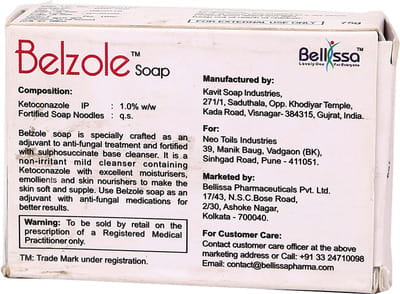 FOR EXTERNAL USE ONLY
75g
Belzole™
Soap
Composition:
Ketoconazole IP : 1.0% w/w
Fortified Soap Noodles : q.s.
Belzole soap is specially crafted as an
adjuvant to anti-fungal treatment and fortified
with sulphosuccinate base cleanser. It is a
non-irritant mild cleanser containing
Ketoconazole with excellent moisturisers,
emollients and skin nourishers to make the
skin soft and supple. Use Belzole soap as an
adjuvant with anti-fungal medications for
better results.
Warning: To be sold by retail on the
prescription of a Registered Medical
Practitioner only.
TM: Trade Mark under registration.
Bellissa™
Lovely One For Everyone
Manufactured by:
Kavit Soap Industries,
271/1, Saduthala, Opp. Khodiyar Temple,
Kada Road, Visnagar- 384315, Gujrat, India.
For:
Neo Toils Industries
39, Manik Baug, Vadgaon (BK),
Sinhgad Road, Pune - 411051.
Marketed by:
Bellissa Pharmaceuticals Pvt. Ltd.
17/43, N.S.C.Bose Road,
2/30, Ashoke Nagar,
Kolkata - 700040.
For Customer Care:
Contact customer care officer at the above
marketing address or Call : +91 33 24710098
Email: contact@bellissapharma.com